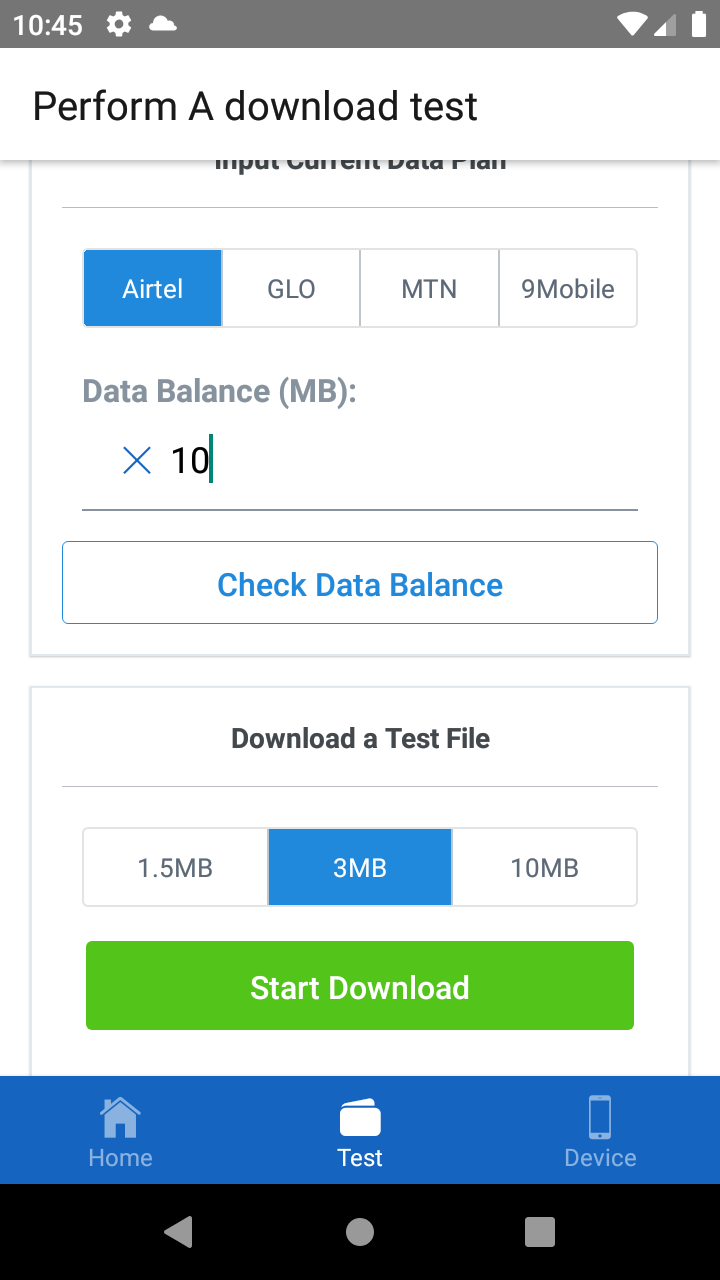 10:45
Perform A download test
Input Current Data Plan
Airtel GLO MTN 9Mobile
Data Balance (MB):
10
Check Data Balance
Download a Test File
1.5MB 3MB 10MB
Start Download
Home Test Device